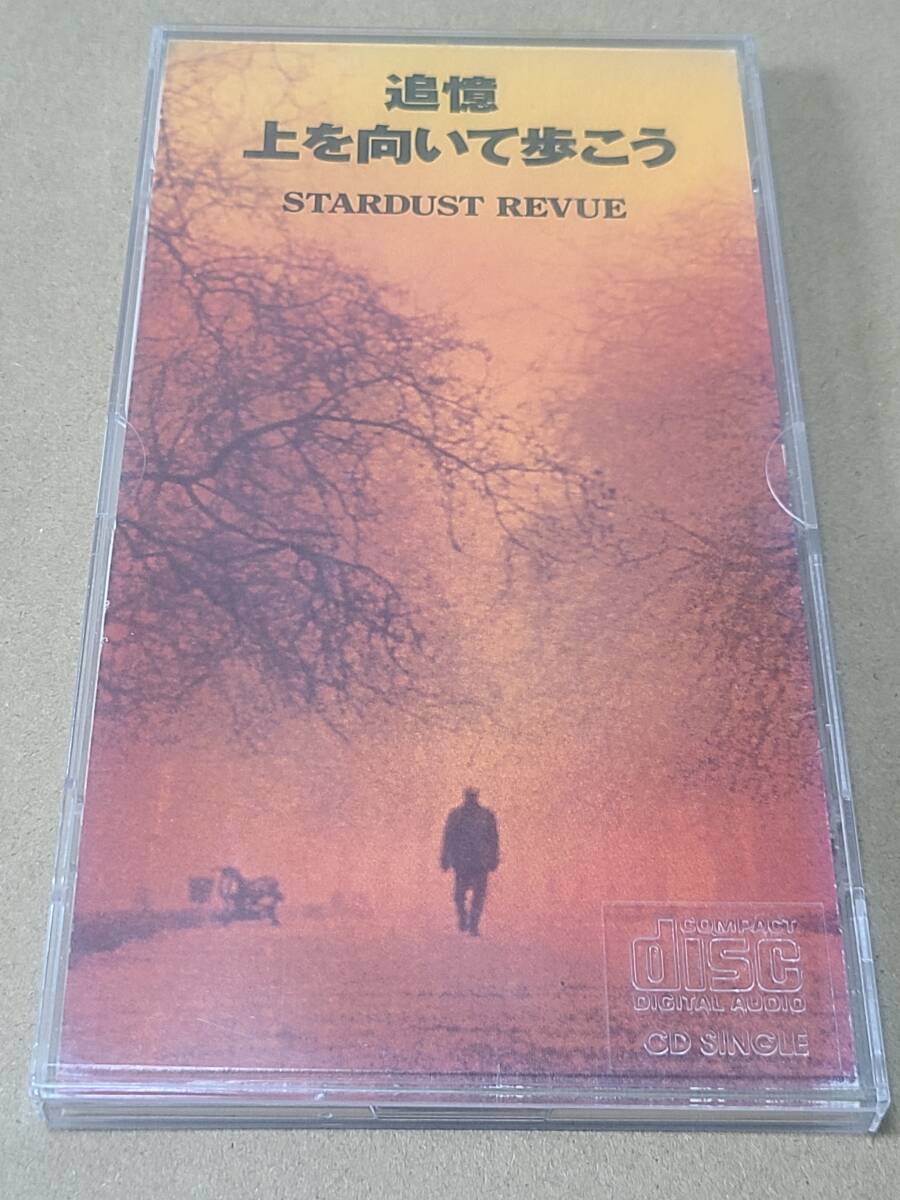 追憶
上を向いて歩こう
STARDUST REVUE
COMPACT
disc
DIGITAL AUDIO
CD SINGLE